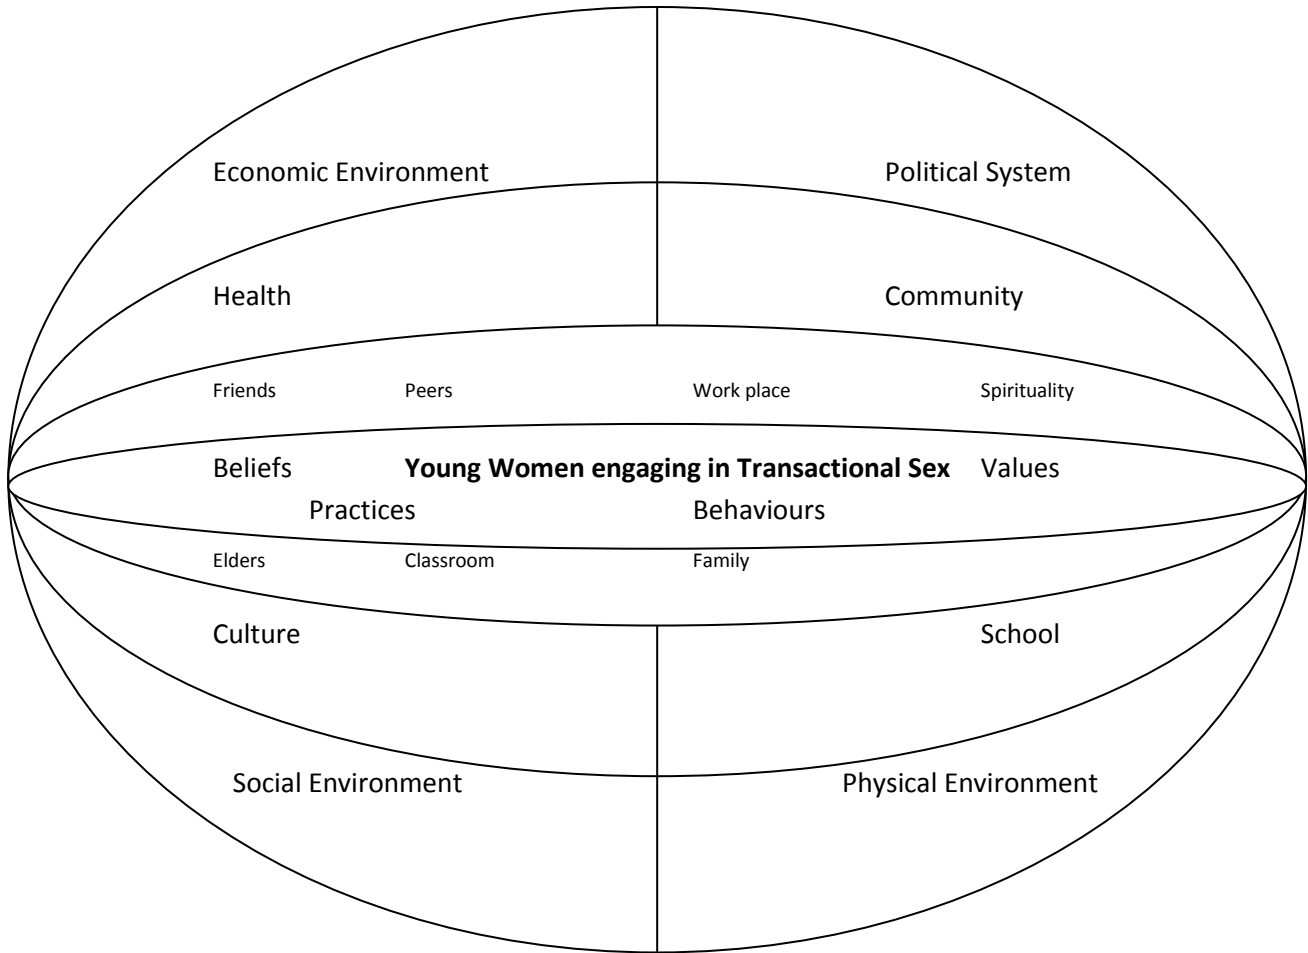 Economic Environment Political System
Health Community
Friends Peers Work place Spirituality
Beliefs Young Women engaging in Transactional Sex Values
Practices Behaviours
Elders Classroom Family
Culture School
Social Environment Physical Environment